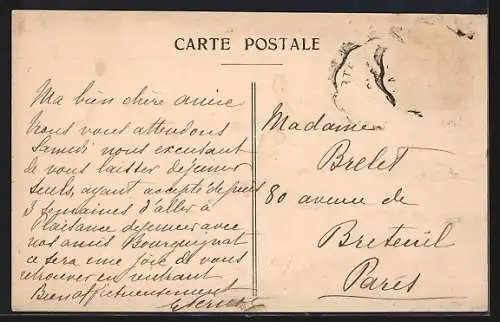 CARTE POSTALE
Ma bien chère amie
Nous vous attendons
Samedi nous excusant
de vous laisser déjeuner
seuls, ayant accepté depuis
3 semaines d'aller à
Plaisance déjeuner avec
nos amis Bourguignat
ce sera une joie de vous
retrouver en rentrant
Bien affectueusement
Madame
Brelet
80 avenue de
Breteuil
Paris